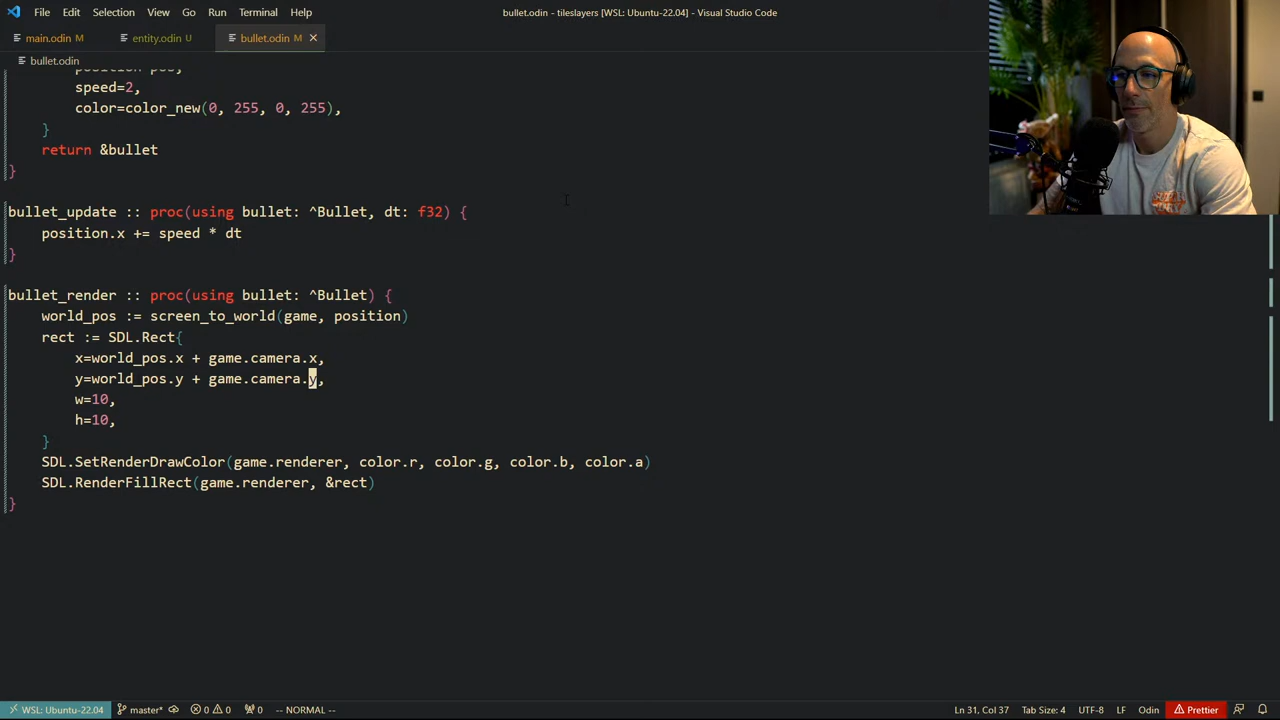 File Edit Selection View Go Run Terminal Help
bullet.odin - tileslayers [WSL: Ubuntu-22.04] - Visual Studio Code
main.odin M entity.odin U bullet.odin M
bullet.odin
position=pos,
speed=2,
color=color_new(0, 255, 0, 255),
}
return &bullet
}
bullet_update :: proc(using bullet: ^Bullet, dt: f32) {
position.x += speed * dt
}
bullet_render :: proc(using bullet: ^Bullet) {
world_pos := screen_to_world(game, position)
rect := SDL.Rect{
x=world_pos.x + game.camera.x,
y=world_pos.y + game.camera.y,
w=10,
h=10,
}
SDL.SetRenderDrawColor(game.renderer, color.r, color.g, color.b, color.a)
SDL.RenderFillRect(game.renderer, &rect)
}
WSL: Ubuntu-22.04 master* 0 0 0 -- NORMAL -- Ln 31, Col 37 Tab Size: 4 UTF-8 LF Odin Prettier